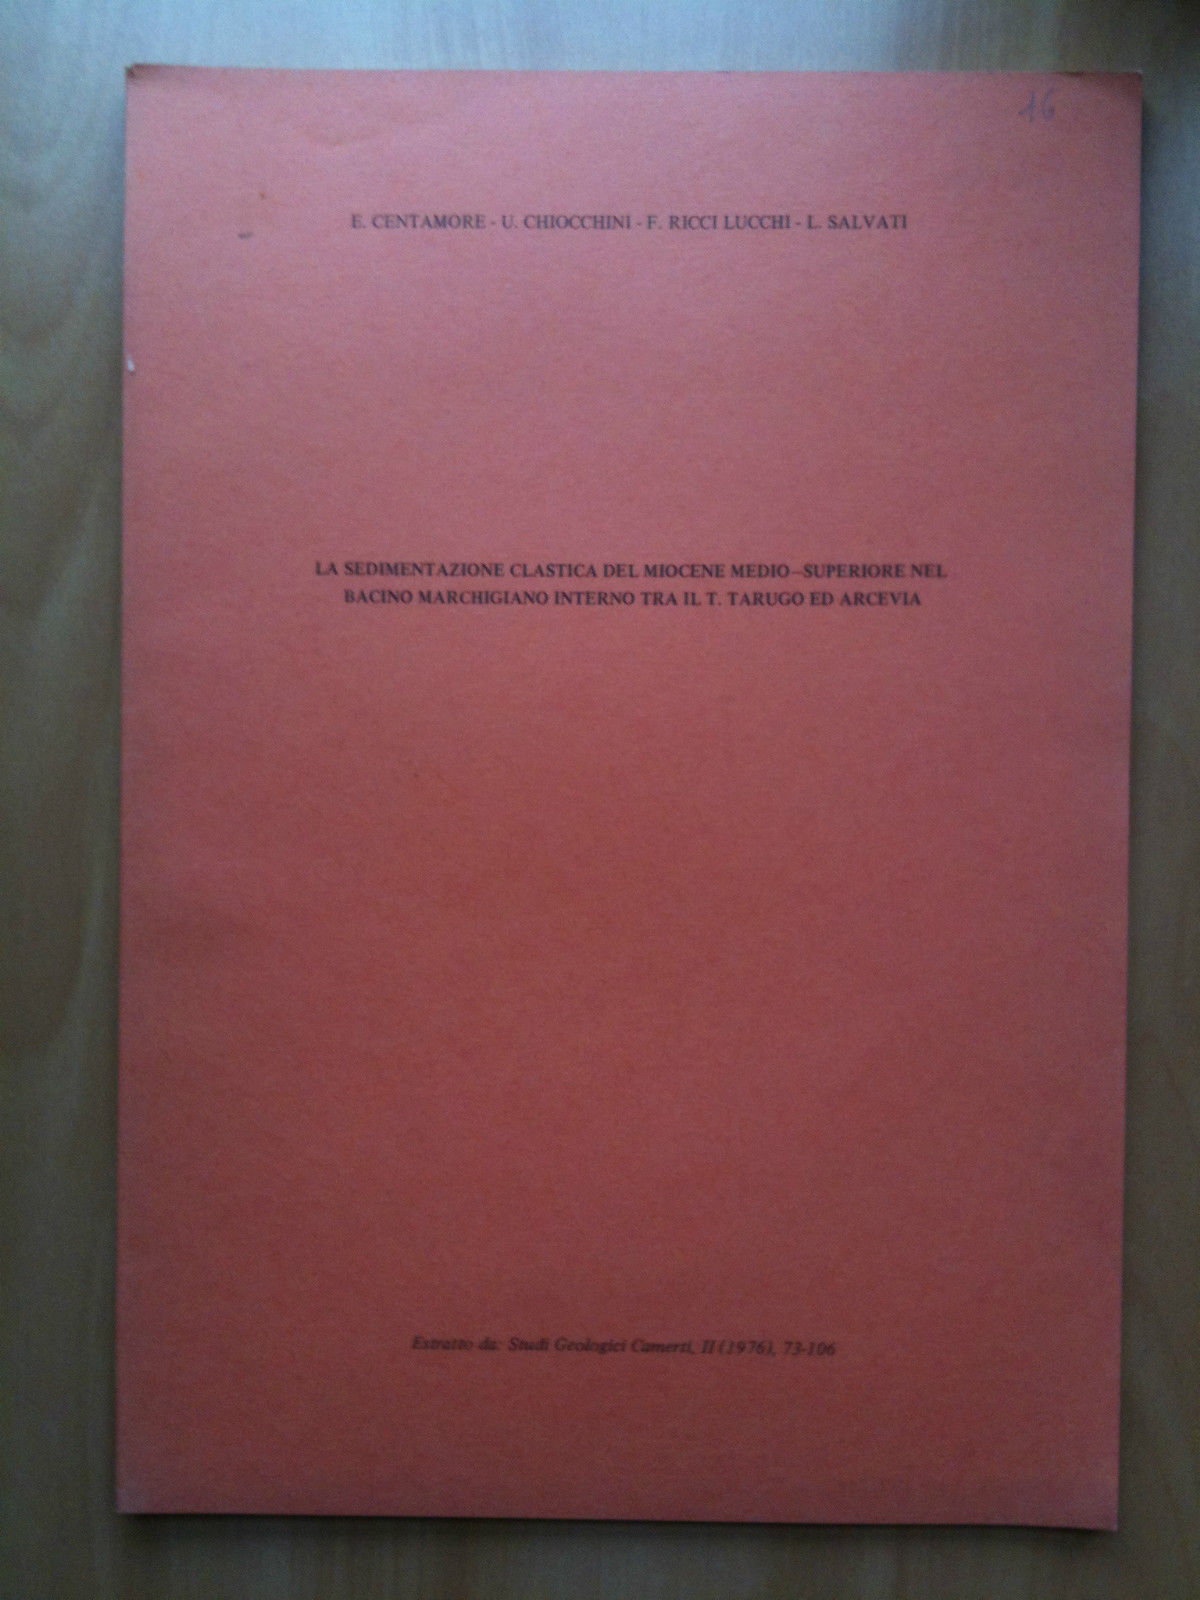 16
E. CENTAMORE - U. CHIOCCHINI - F. RICCI LUCCHI - L. SALVATI
LA SEDIMENTAZIONE CLASTICA DEL MIOCENE MEDIO–SUPERIORE NEL
BACINO MARCHIGIANO INTERNO TRA IL T. TARUGO ED ARCEVIA
Estratto da: Studi Geologici Camerti, II (1976), 73-106